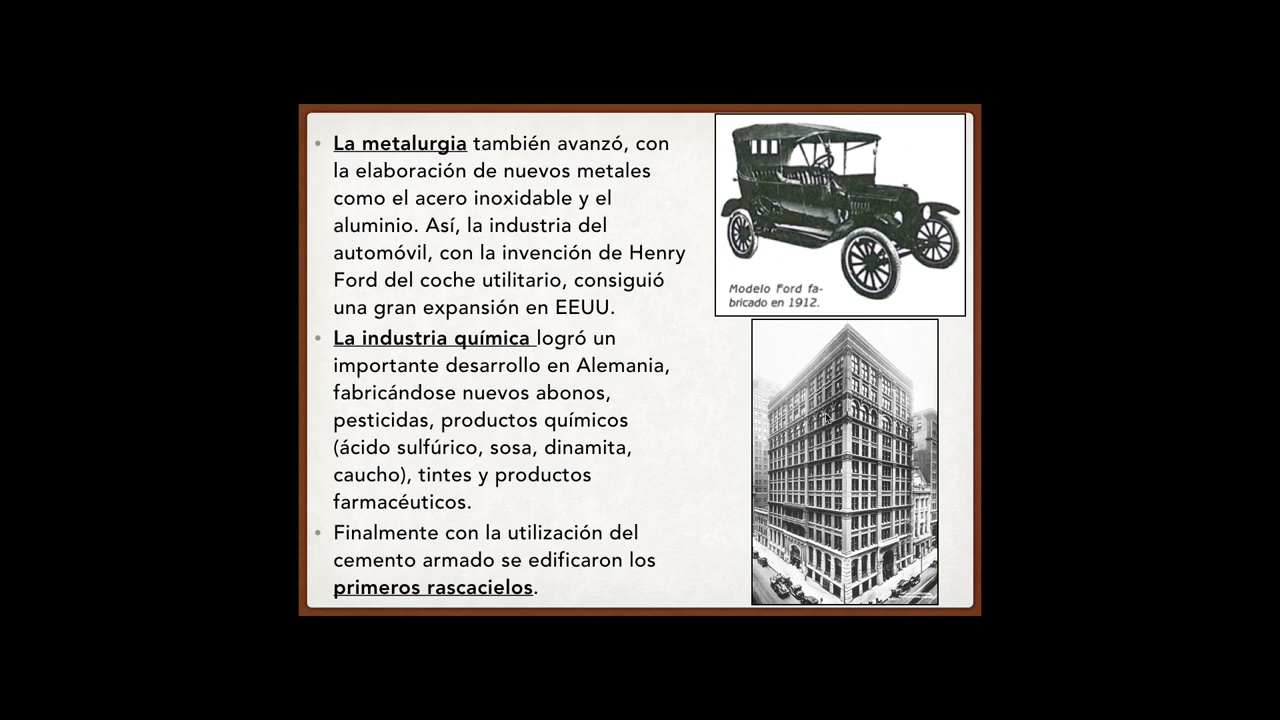 La metalurgia también avanzó, con
la elaboración de nuevos metales
como el acero inoxidable y el
aluminio. Así, la industria del
automóvil, con la invención de Henry
Ford del coche utilitario, consiguió
una gran expansión en EEUU.
La industria química logró un
importante desarrollo en Alemania,
fabricándose nuevos abonos,
pesticidas, productos químicos
(ácido sulfúrico, sosa, dinamita,
caucho), tintes y productos
farmacéuticos.
Finalmente con la utilización del
cemento armado se edificaron los
primeros rascacielos.
Modelo Ford fa-
bricado en 1912.